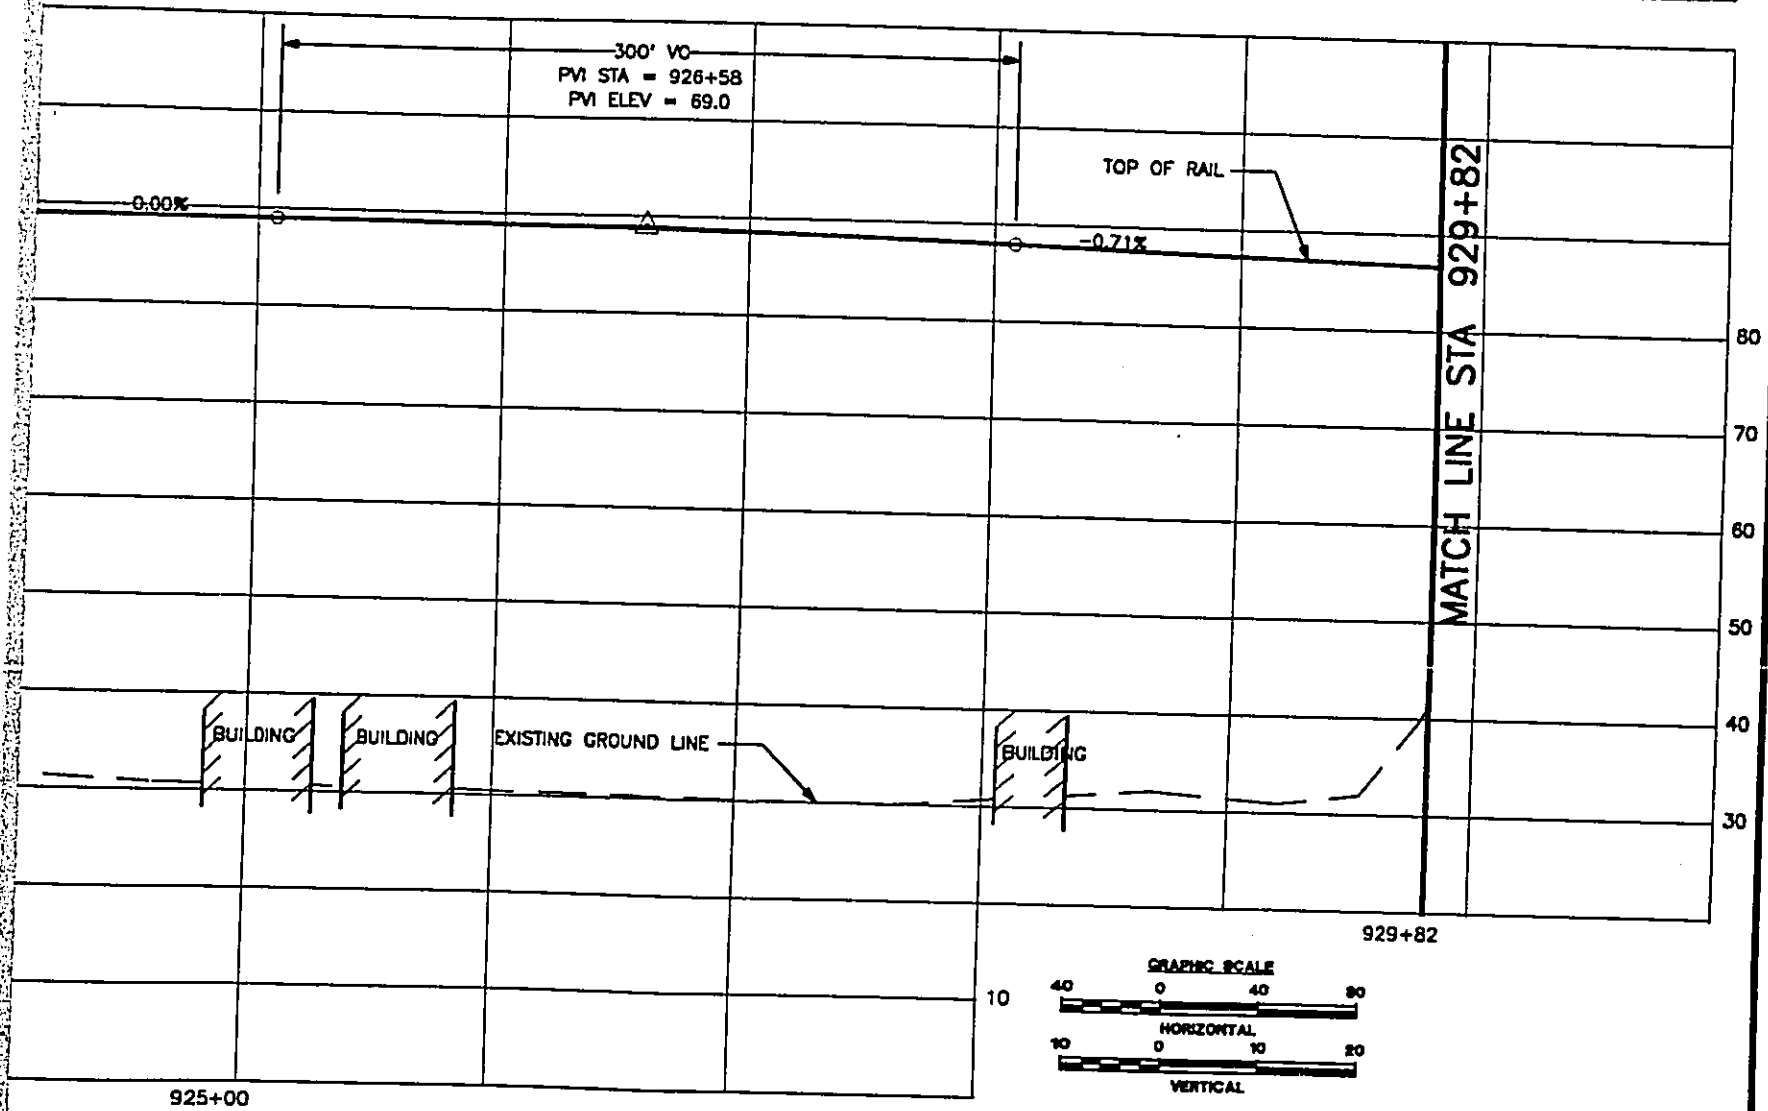 300' VC
PVI STA = 926+58
PVI ELEV = 69.0
TOP OF RAIL
0.00%
-0.71%
MATCH LINE STA 929+82
80
70
60
50
40
30
BUILDING
BUILDING
EXISTING GROUND LINE
BUILDING
929+82
10
GRAPHIC SCALE
40 0 40 80
HORIZONTAL
10 0 10 20
VERTICAL
925+00